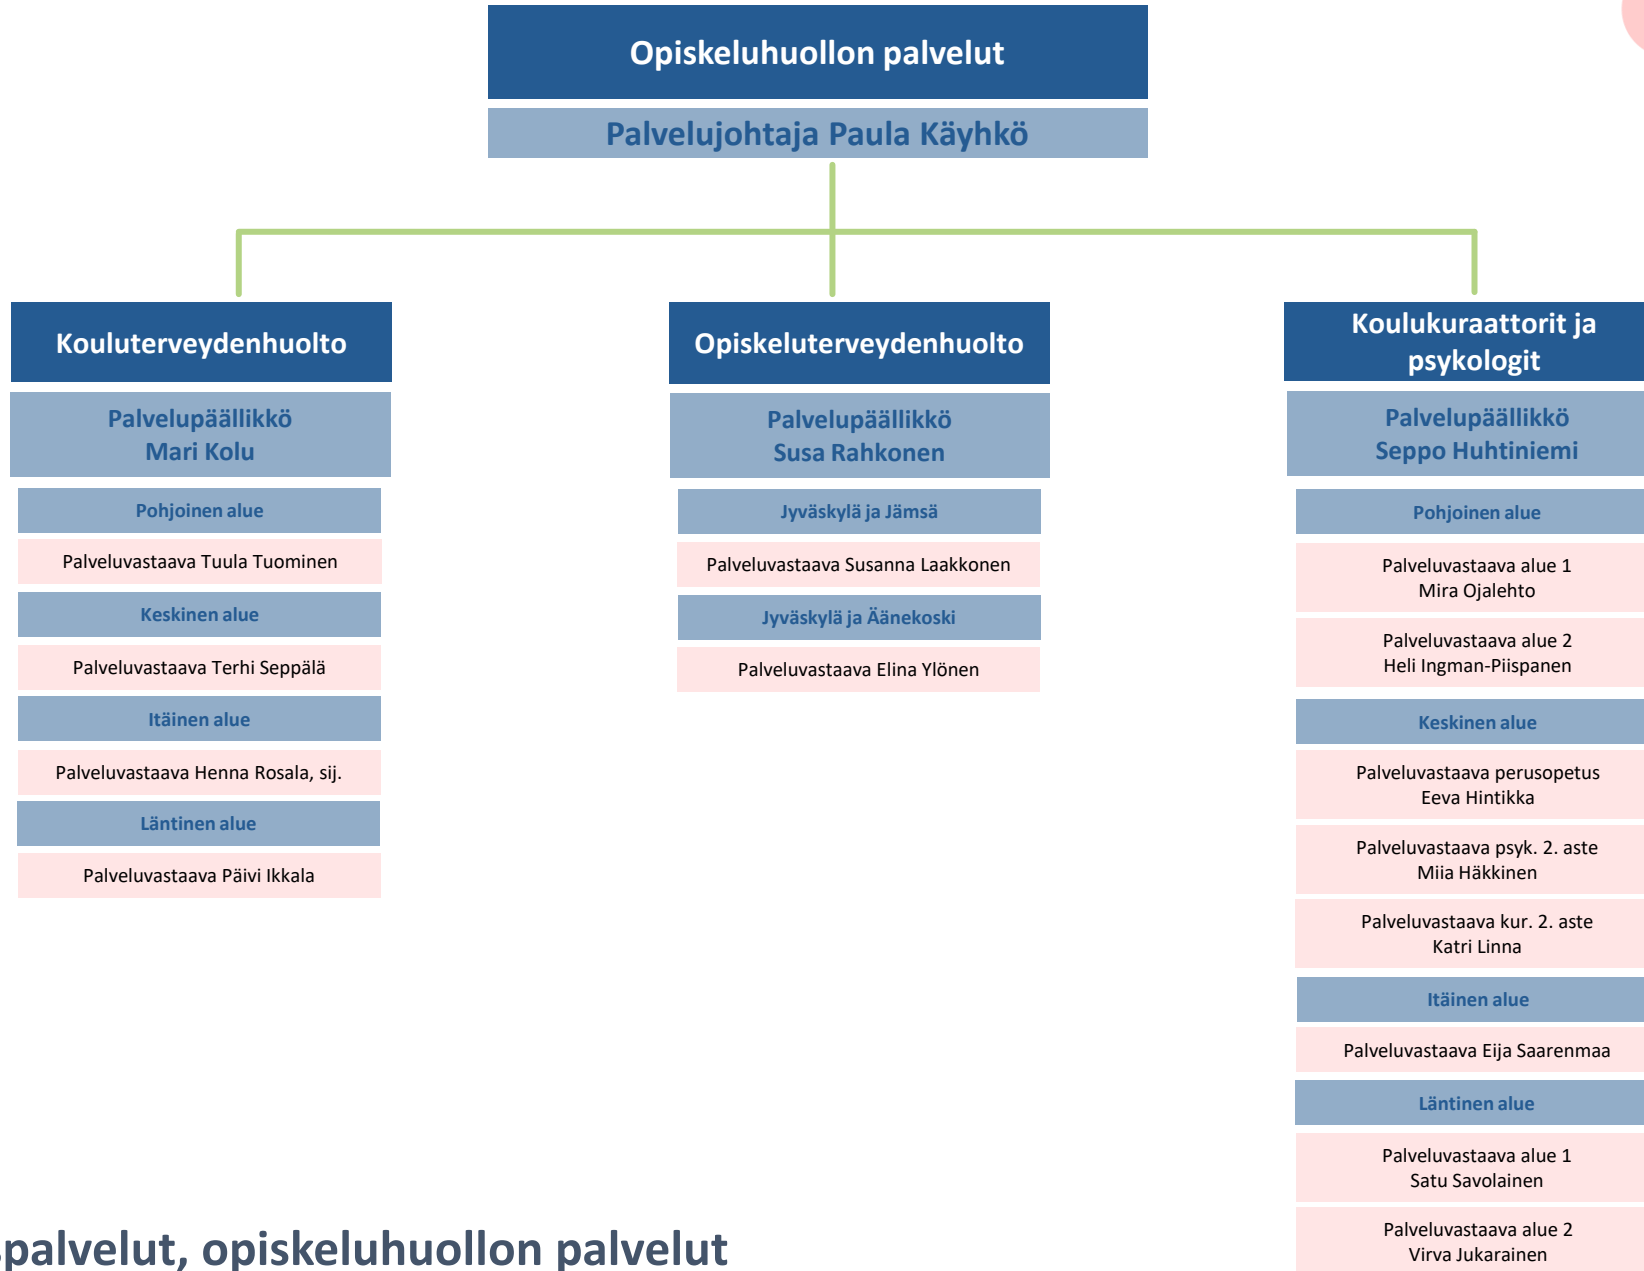 Opiskeluhuollon palvelut
Palvelujohtaja Paula Käyhkö
Kouluterveydenhuolto
Palvelupäällikkö
Mari Kolu
Pohjoinen alue
Palveluvastaava Tuula Tuominen
Keskinen alue
Palveluvastaava Terhi Seppälä
Itäinen alue
Palveluvastaava Henna Rosala, sij.
Läntinen alue
Palveluvastaava Päivi Ikkala
Opiskeluterveydenhuolto
Palvelupäällikkö
Susa Rahkonen
Jyväskylä ja Jämsä
Palveluvastaava Susanna Laakkonen
Jyväskylä ja Äänekoski
Palveluvastaava Elina Ylönen
Koulukuraattorit ja
psykologit
Palvelupäällikkö
Seppo Huhtiniemi
Pohjoinen alue
Palveluvastaava alue 1
Mira Ojalehto
Palveluvastaava alue 2
Heli Ingman-Piispanen
Keskinen alue
Palveluvastaava perusopetus
Eeva Hintikka
Palveluvastaava psyk. 2. aste
Miia Häkkinen
Palveluvastaava kur. 2. aste
Katri Linna
Itäinen alue
Palveluvastaava Eija Saarenmaa
Läntinen alue
Palveluvastaava alue 1
Satu Savolainen
Palveluvastaava alue 2
Virva Jukarainen
palvelut, opiskeluhuollon palvelut